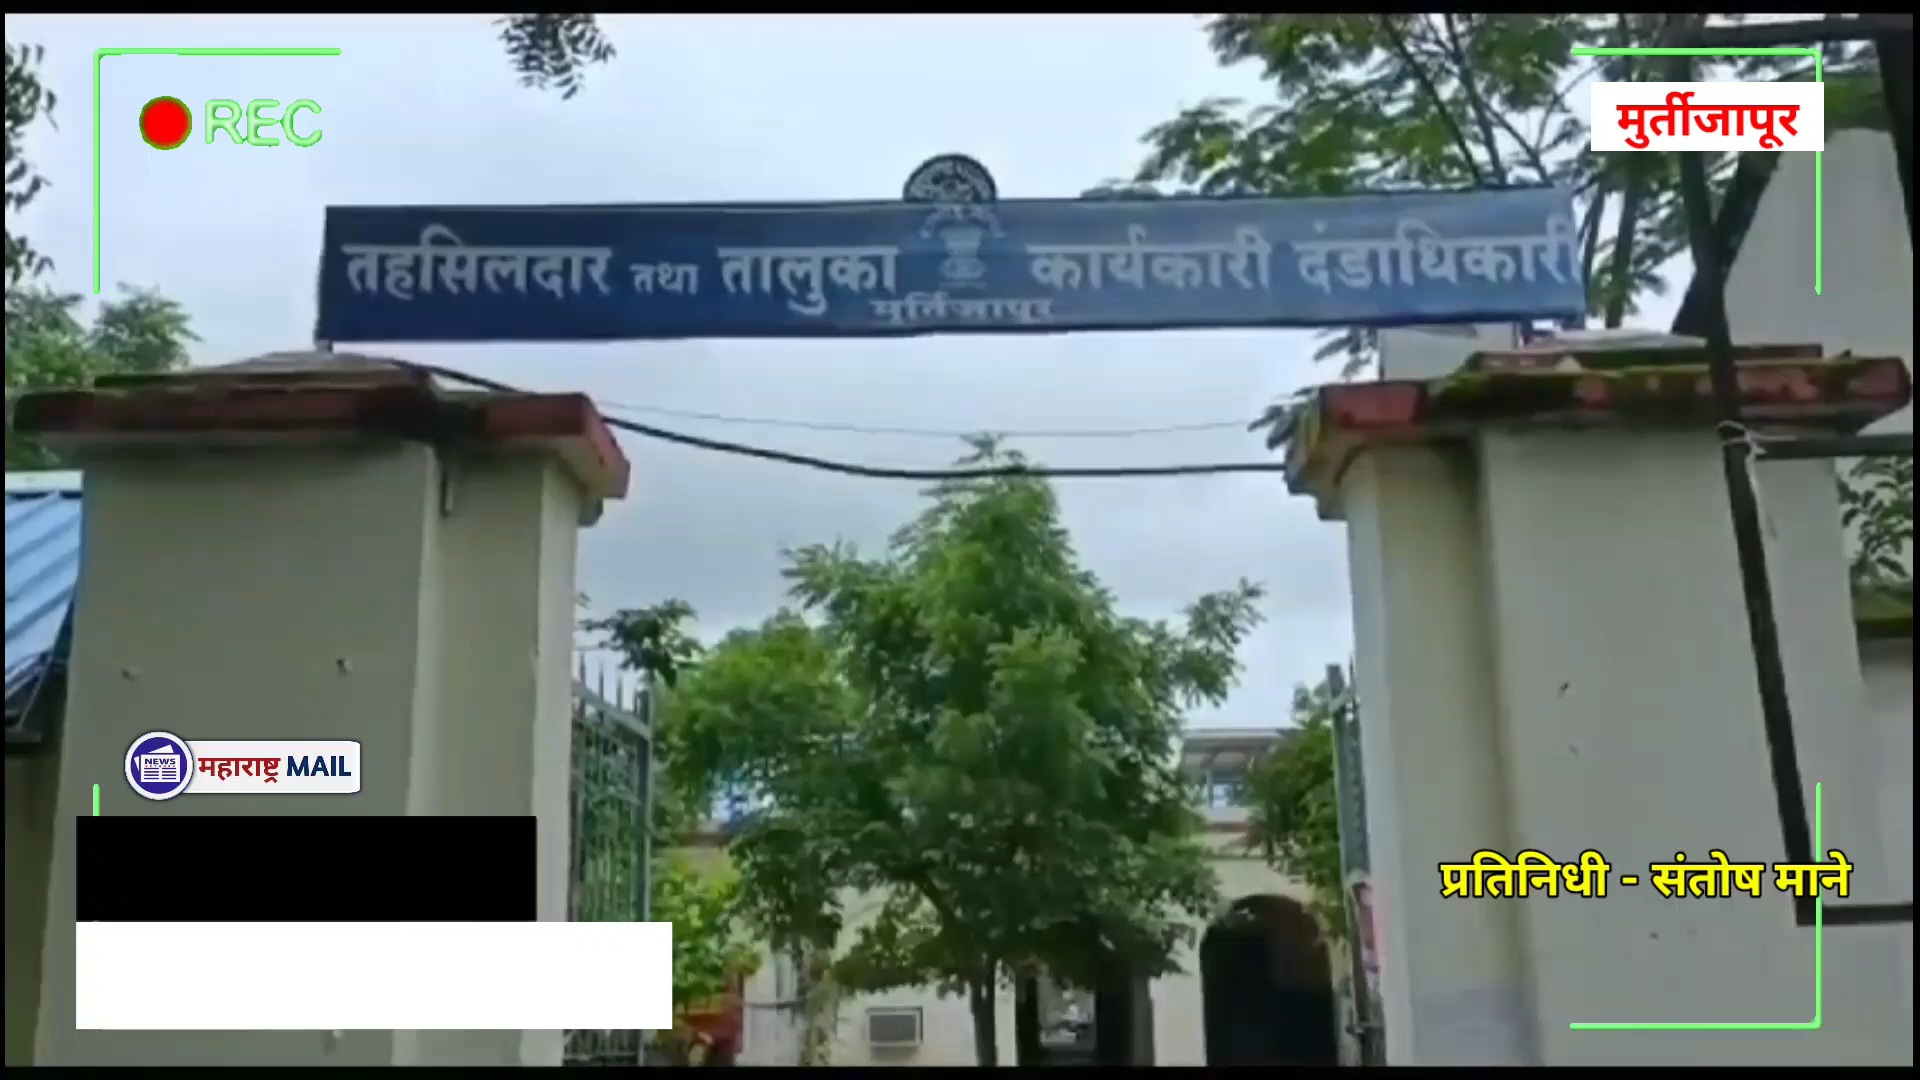 REC
मुर्तीजापूर
तहसिलदार तथा तालुका कार्यकारी दंडाधिकारी
मुर्तिजापुर
NEWS
महाराष्ट्र MAIL
प्रतिनिधी - संतोष माने